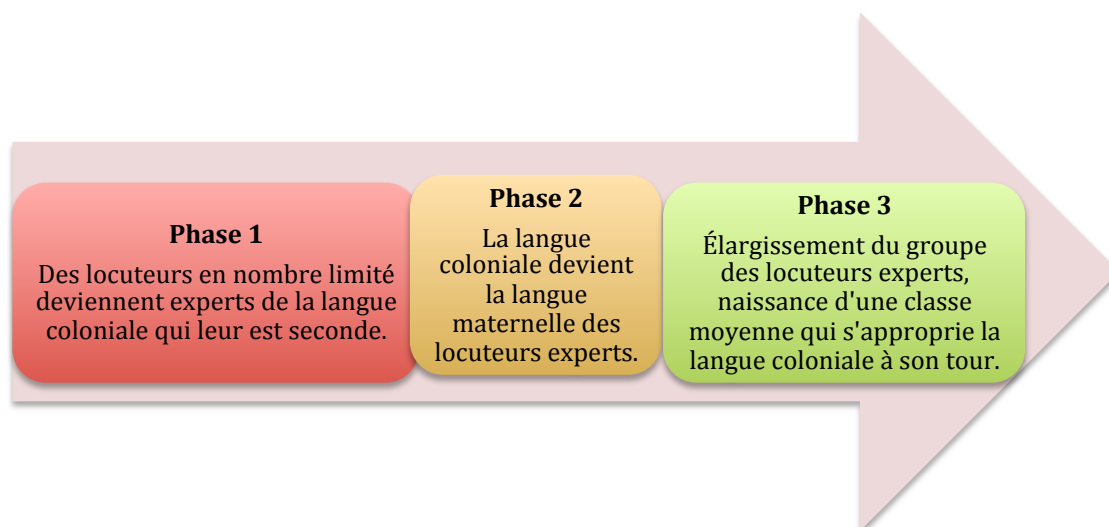 Phase 1
Des locuteurs en nombre limité
deviennent experts de la langue
coloniale qui leur est seconde.
Phase 2
La langue
coloniale devient
la langue
maternelle des
locuteurs experts.
Phase 3
Élargissement du groupe
des locuteurs experts,
naissance d'une classe
moyenne qui s'approprie la
langue coloniale à son tour.